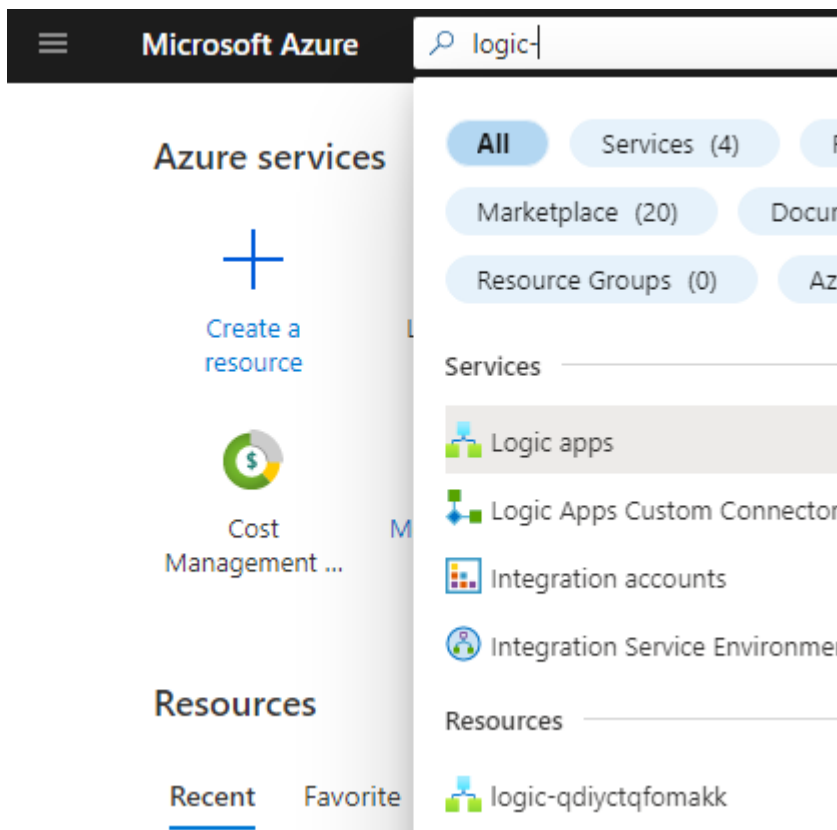 Microsoft Azure
logic-
Azure services
Create a
resource
Cost
Management ...
Resources
Recent Favorite
All Services (4)
Marketplace (20)
Resource Groups (0)
Services
Logic apps
Logic Apps Custom Connector
Integration accounts
Integration Service
Resources
logic-qdiyctqfomakk